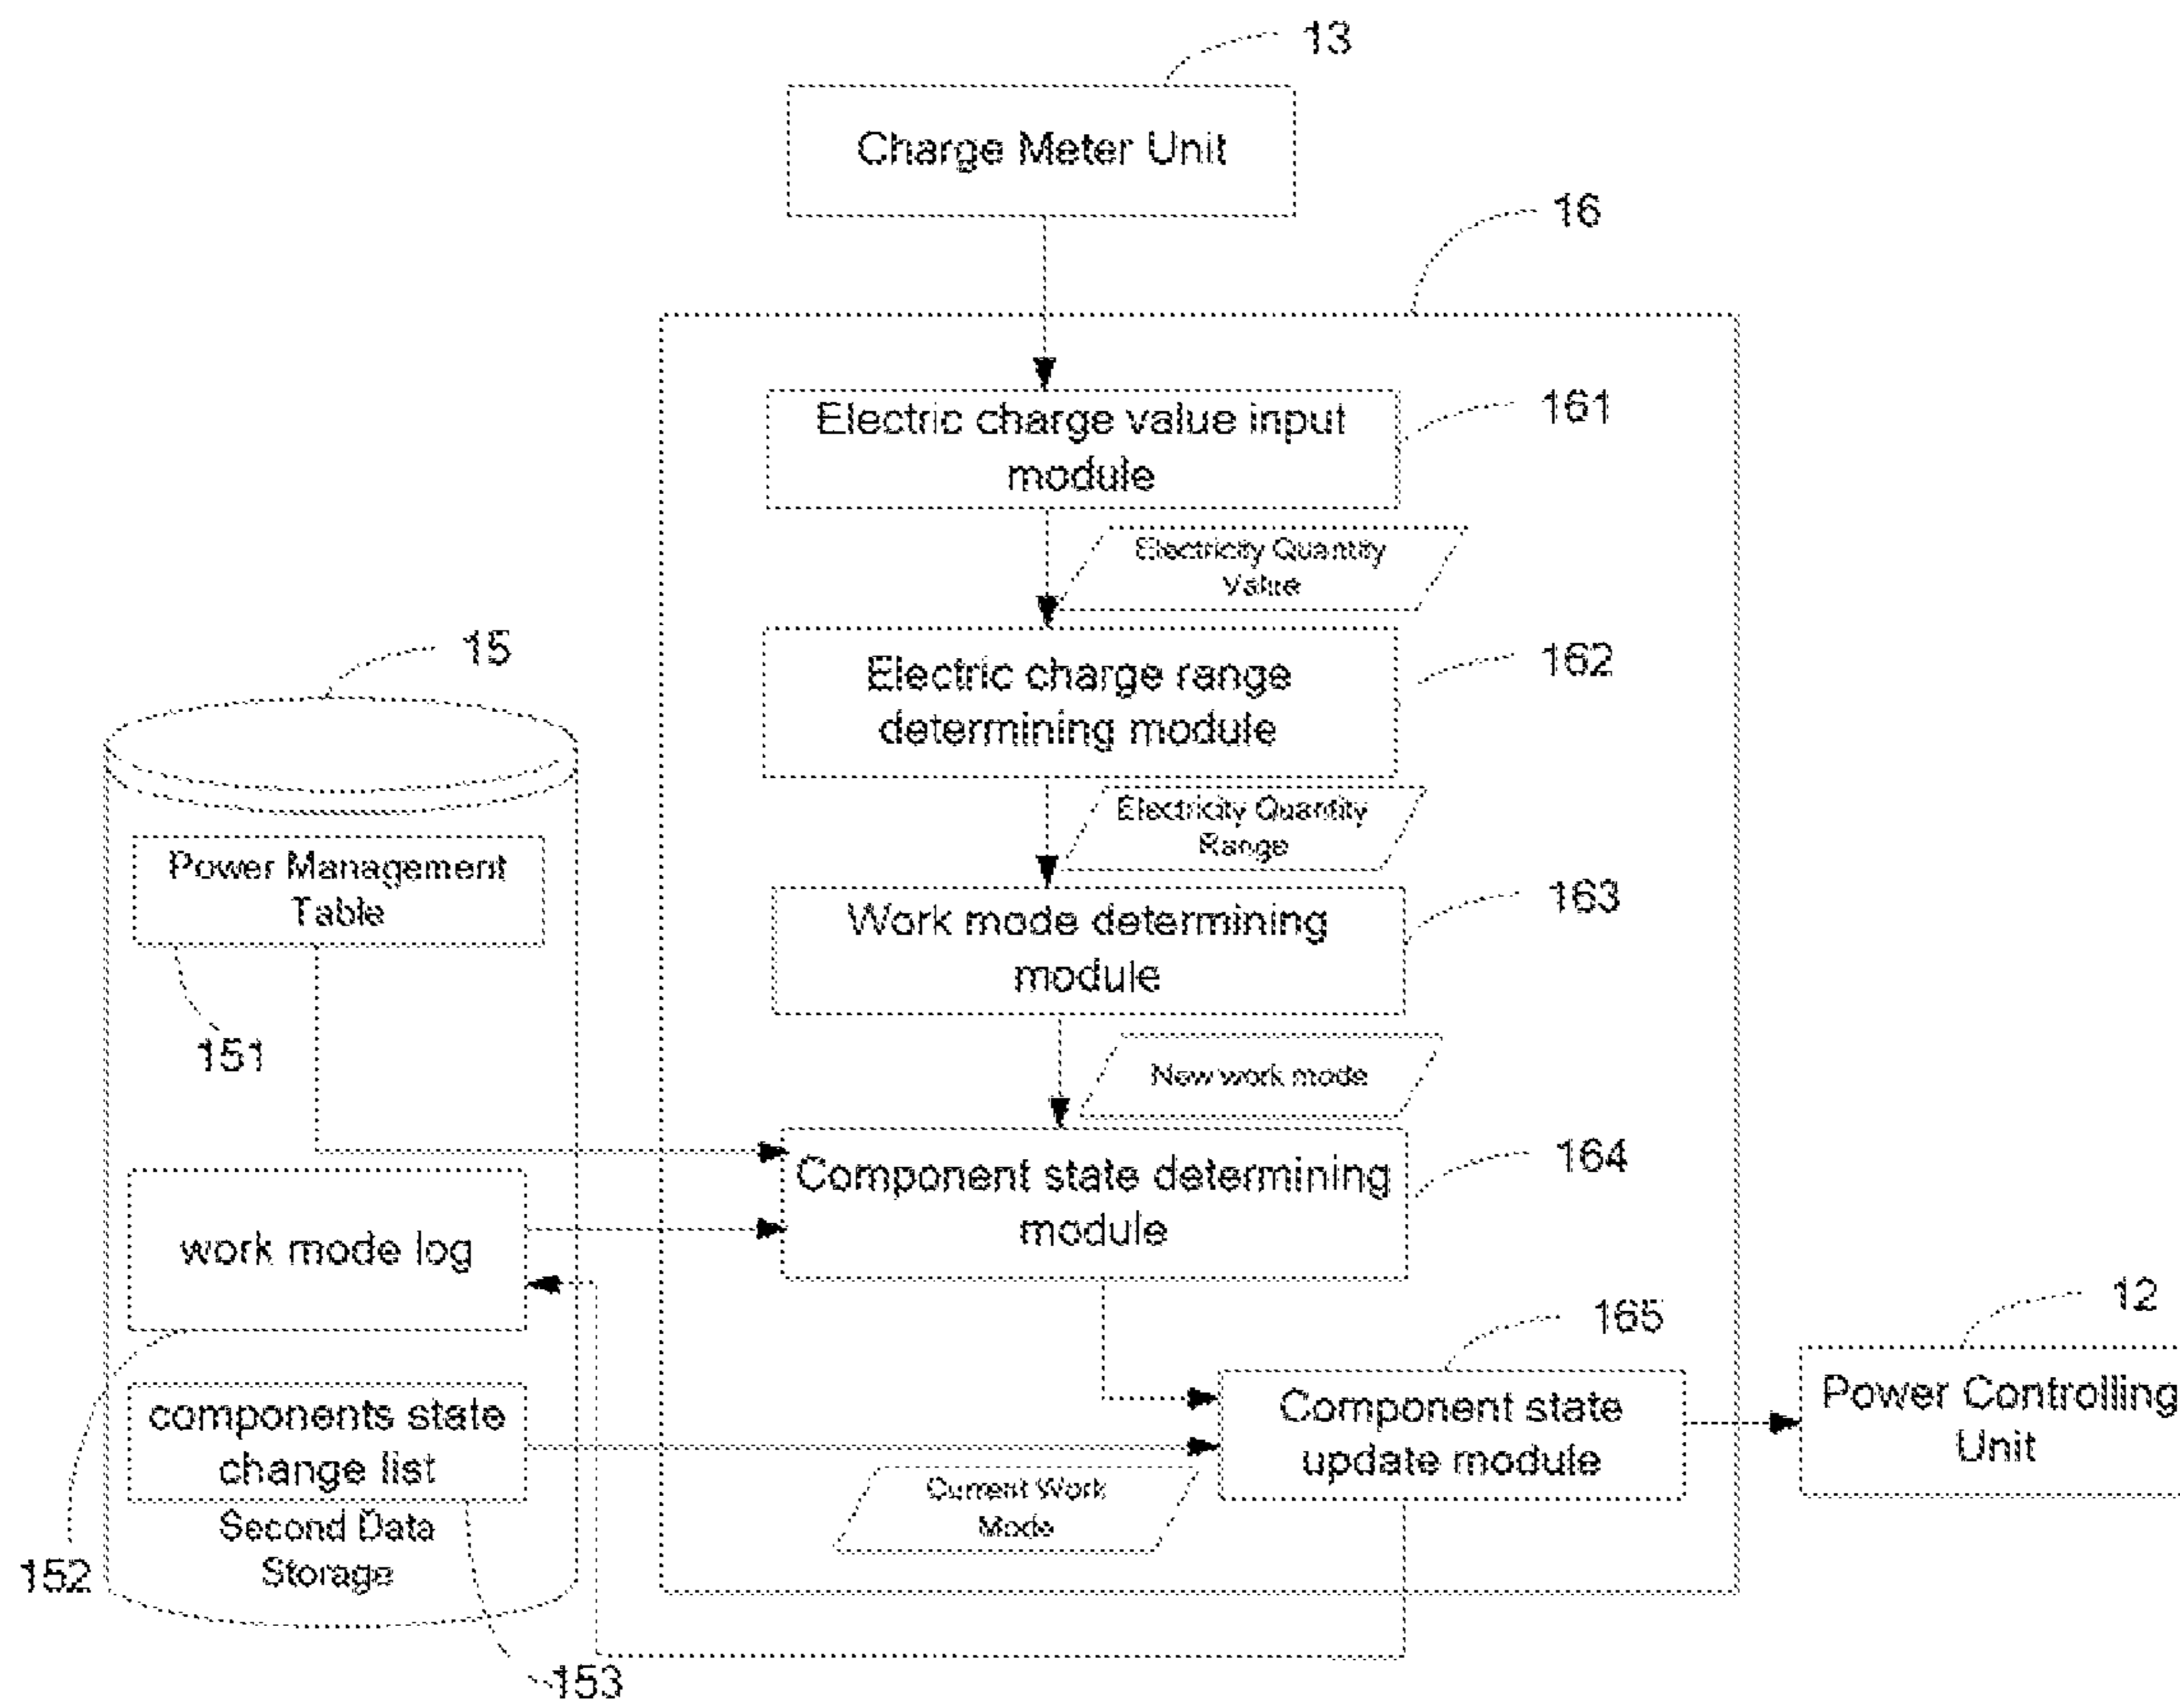 13
Charge Meter Unit
16
Electric charge value input
module
161
Electricity Quantity
Value
15
Electric charge range
determining module
162
Electricity Quantity
Range
Power Management
Table
Work mode determining
module
163
151
New work mode
Component state determining
module
164
work mode log
165
12
components state
change list
Component state
update module
Power Controlling
Unit
Current Work
Mode
Second Data
Storage
152
153